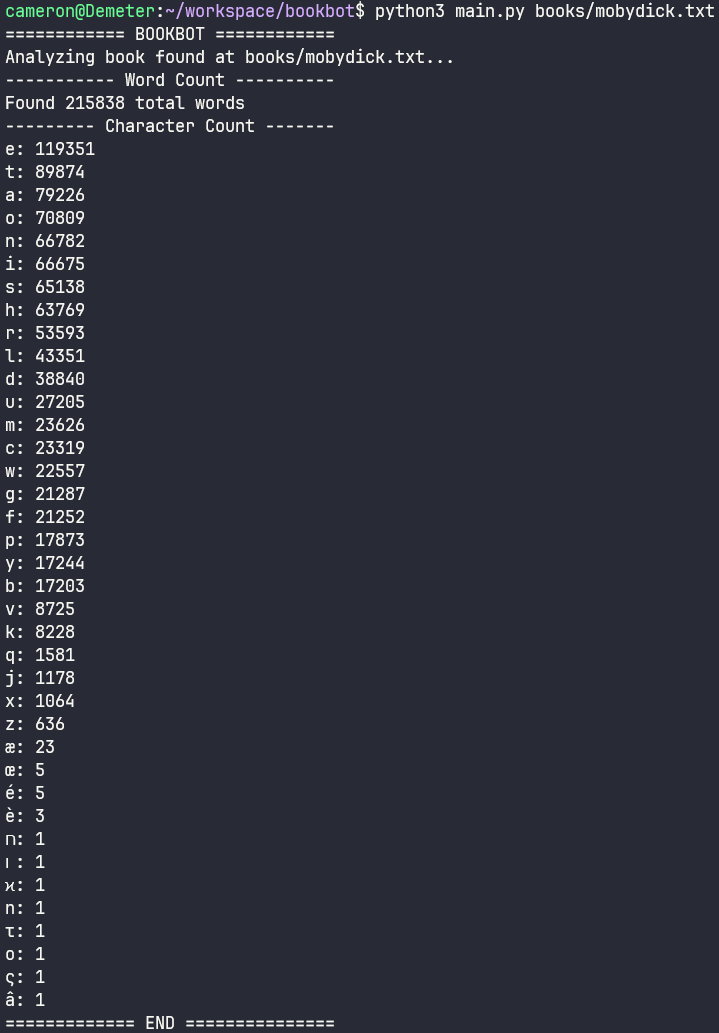 cameron@Demeter:~/workspace/bookbot$ python3 main.py books/mobydick.txt
============ BOOKBOT ============
Analyzing book found at books/mobydick.txt...
----------- Word Count ----------
Found 215838 total words
--------- Character Count -------
e: 119351
t: 89874
a: 79226
o: 70809
n: 66782
i: 66675
s: 65138
h: 63769
r: 53593
l: 43351
d: 38840
u: 27205
m: 23626
c: 23319
w: 22557
g: 21287
f: 21252
p: 17873
y: 17244
b: 17203
v: 8725
k: 8228
q: 1581
j: 1178
x: 1064
z: 636
æ: 23
œ: 5
é: 5
è: 3
ח: 1
ו: 1
ϰ: 1
η: 1
τ: 1
ο: 1
ς: 1
â: 1
============= END ===============